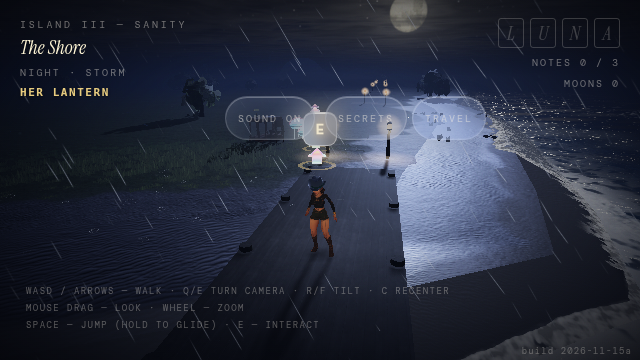 ISLAND III — SANITY
The Shore
NIGHT · STORM
HER LANTERN
L U N A
NOTES 0 / 3
MOONS 0
SOUND ON
SECRETS
TRAVEL
E
WASD / ARROWS — WALK · Q/E TURN CAMERA · R/F TILT · C RECENTER
MOUSE DRAG — LOOK · WHEEL — ZOOM
SPACE — JUMP (HOLD TO GLIDE) · E — INTERACT
build 2026-11-15a